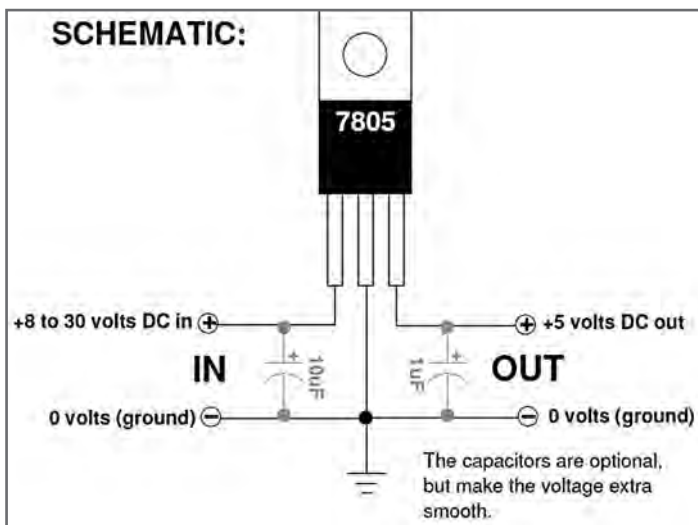 SCHEMATIC:
7805
+8 to 30 volts DC in +
+ +5 volts DC out
IN
+
10uF
+
1uF
OUT
0 volts (ground) −
− 0 volts (ground)
The capacitors are optional,
but make the voltage extra
smooth.